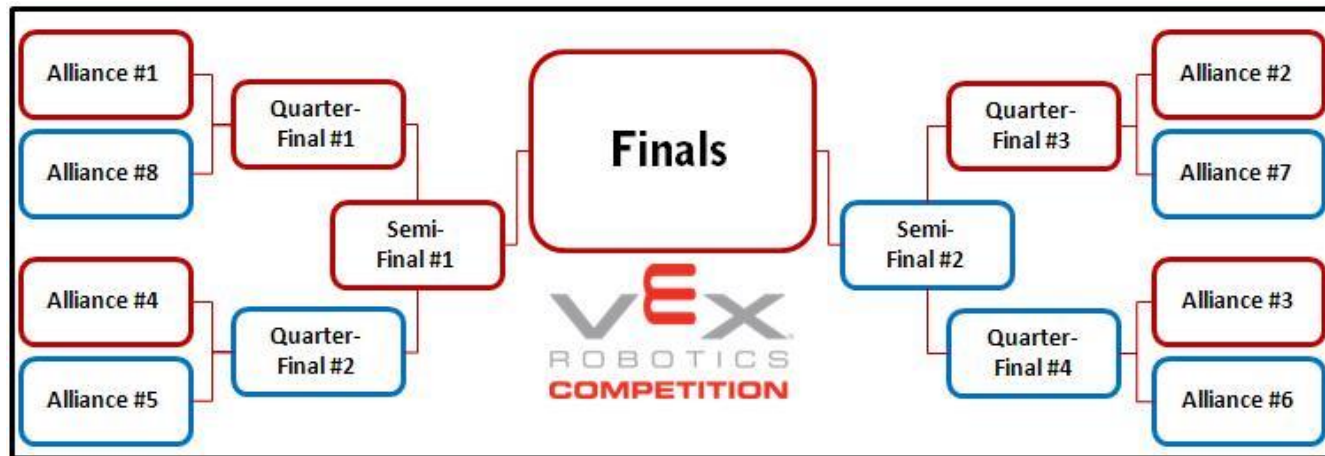 Alliance #1
Alliance #8
Quarter-
Final #1
Alliance #4
Alliance #5
Quarter-
Final #2
Semi-
Final #1
Finals
VEX
ROBOTICS
COMPETITION
Semi-
Final #2
Quarter-
Final #3
Alliance #2
Alliance #7
Quarter-
Final #4
Alliance #3
Alliance #6